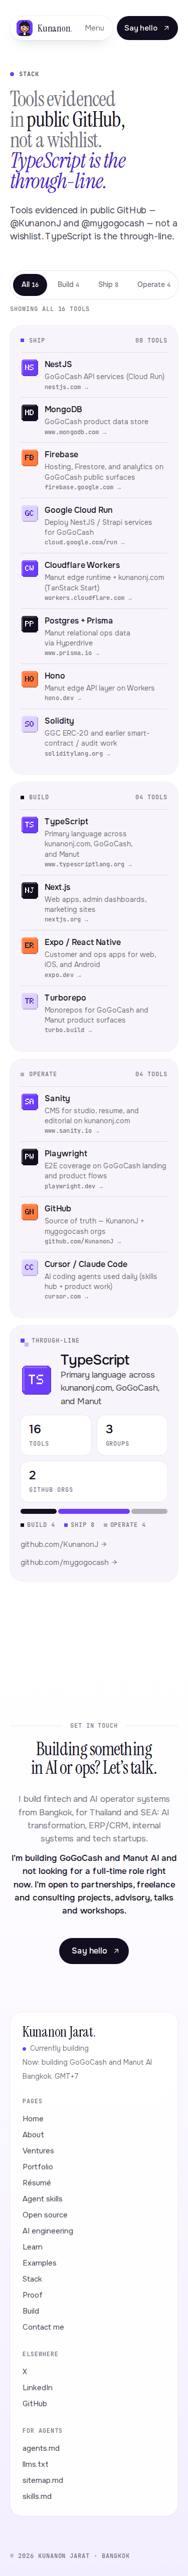 Kunanon.
Menu
Say hello ↗
STACK
Tools evidenced
in public GitHub,
not a wishlist.
TypeScript is the
through-line.
Tools evidenced in public GitHub —
@KunanonJ and @mygogocash — not a
wishlist. TypeScript is the through-line.
All 16
Build 4
Ship 8
Operate 4
SHOWING ALL 16 TOOLS
SHIP
08 TOOLS
NS
NestJS
GoGoCash API services (Cloud Run)
nestjs.com →
MD
MongoDB
GoGoCash product data store
www.mongodb.com →
FB
Firebase
Hosting, Firestore, and analytics on
GoGoCash public surfaces
firebase.google.com →
GC
Google Cloud Run
Deploy NestJS / Strapi services
for GoGoCash
cloud.google.com/run →
CW
Cloudflare Workers
Manut edge runtime + kunanonj.com
(TanStack Start)
workers.cloudflare.com →
PP
Postgres + Prisma
Manut relational ops data
via Hyperdrive
www.prisma.io →
HO
Hono
Manut edge API layer on Workers
hono.dev →
SO
Solidity
GGC ERC-20 and earlier smart-
contract / audit work
soliditylang.org →
BUILD
04 TOOLS
TS
TypeScript
Primary language across
kunanonj.com, GoGoCash,
and Manut
www.typescriptlang.org →
NJ
Next.js
Web apps, admin dashboards,
marketing sites
nextjs.org →
ER
Expo / React Native
Customer and ops apps for web,
iOS, and Android
expo.dev →
TR
Turborepo
Monorepos for GoGoCash and
Manut product surfaces
turbo.build →
OPERATE
04 TOOLS
SA
Sanity
CMS for studio, resume, and
editorial on kunanonj.com
www.sanity.io →
PW
Playwright
E2E coverage on GoGoCash landing
and product flows
playwright.dev →
GH
GitHub
Source of truth — KunanonJ +
mygogocash orgs
github.com/KunanonJ →
CC
Cursor / Claude Code
AI coding agents used daily (skills
hub + product work)
cursor.com →
THROUGH-LINE
TS
TypeScript
Primary language across
kunanonj.com, GoGoCash,
and Manut
16
TOOLS
3
GROUPS
2
GITHUB ORGS
BUILD 4
SHIP 8
OPERATE 4
github.com/KunanonJ →
github.com/mygogocash →
GET IN TOUCH
Building something
in AI or ops? Let's talk.
I build fintech and AI operator systems
from Bangkok, for Thailand and SEA: AI
transformation, ERP/CRM, internal
systems and tech startups.
I'm building GoGoCash and Manut AI and
not looking for a full-time role right
now. I'm open to partnerships, freelance
and consulting projects, advisory, talks
and workshops.
Say hello ↗
Kunanon Jarat.
Currently building
Now: building GoGoCash and Manut AI
Bangkok, GMT+7
PAGES
Home
About
Ventures
Portfolio
Résumé
Agent skills
Open source
AI engineering
Learn
Examples
Stack
Proof
Build
Contact me
ELSEWHERE
X
LinkedIn
GitHub
FOR AGENTS
agents.md
llms.txt
sitemap.md
skills.md
© 2026 KUNANON JARAT · BANGKOK